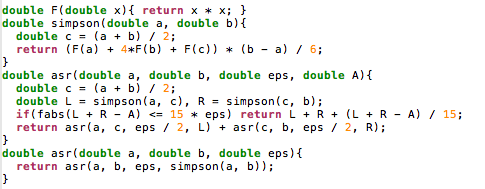 double F(double x){ return x * x; }
double simpson(double a, double b){
  double c = (a + b) / 2;
  return (F(a) + 4*F(b) + F(c)) * (b - a) / 6;
}
double asr(double a, double b, double eps, double A){
  double c = (a + b) / 2;
  double L = simpson(a, c), R = simpson(c, b);
  if(fabs(L + R - A) <= 15 * eps) return L + R + (L + R - A) / 15;
  return asr(a, c, eps / 2, L) + asr(c, b, eps / 2, R);
}
double asr(double a, double b, double eps){
  return asr(a, b, eps, simpson(a, b));
}